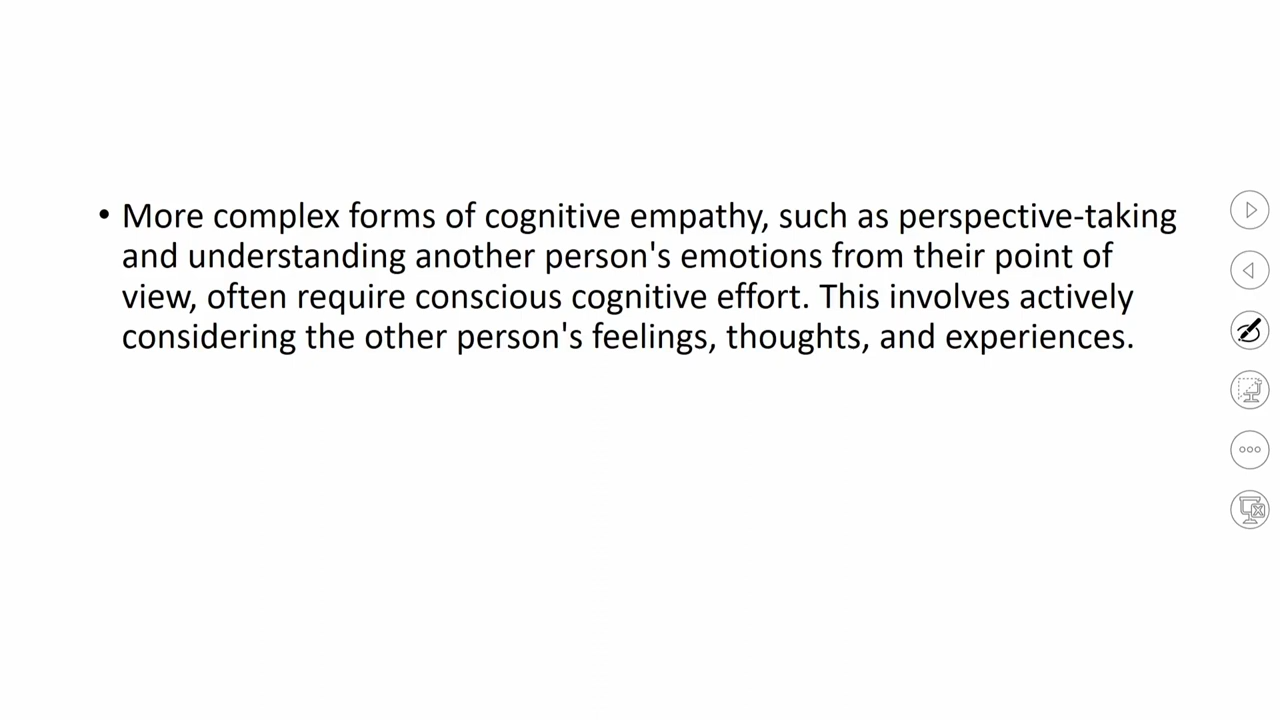 • More complex forms of cognitive empathy, such as perspective-taking
and understanding another person's emotions from their point of
view, often require conscious cognitive effort. This involves actively
considering the other person's feelings, thoughts, and experiences.